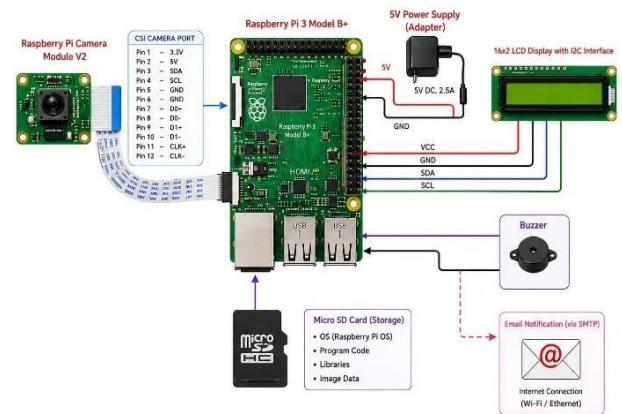 Raspberry Pi Camera
Module V2
CSI CAMERA PORT
Pin 1 – 3.3V
Pin 2 – 5V
Pin 3 – SDA
Pin 4 – SCL
Pin 5 – GND
Pin 6 – GND
Pin 7 – D0+
Pin 8 – D0-
Pin 9 – D1+
Pin 10 – D1-
Pin 11 – CLK+
Pin 12 – CLK-
Raspberry Pi 3 Model B+
Raspberry Pi 3
Model B+
HDMI
USB
USB
5V Power Supply
(Adapter)
5V
5V DC, 2.5A
GND
16x2 LCD Display with I2C Interface
VCC
GND
SDA
SCL
Buzzer
Micro SD Card (Storage)
• OS (Raspberry Pi OS)
• Program Code
• Libraries
• Image Data
Micro
SD
HC
Email Notification (via SMTP)
@
Internet Connection
(Wi-Fi / Ethernet)